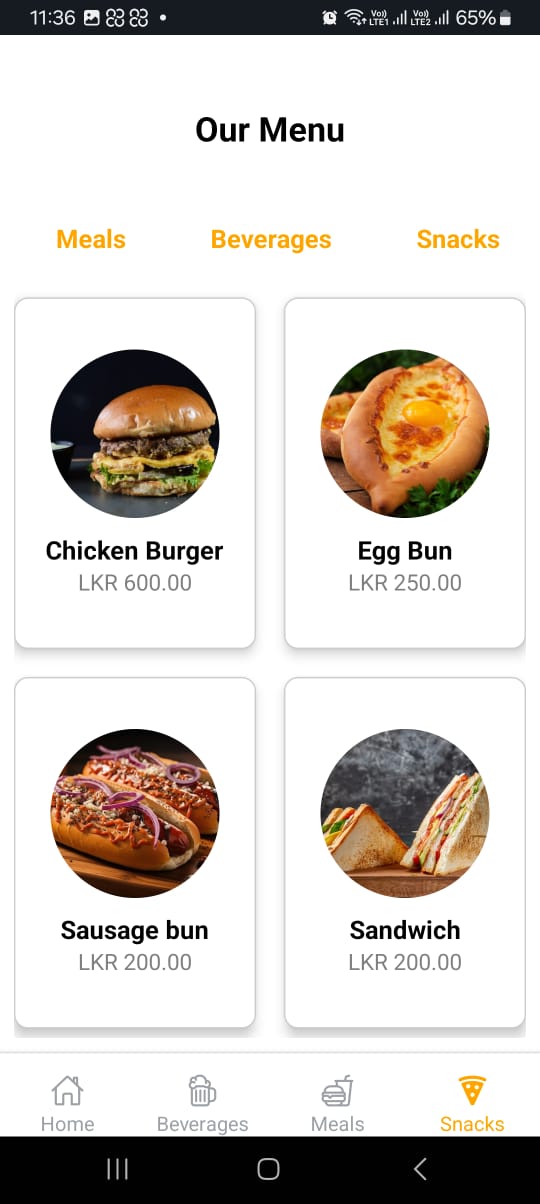 11:36 Vo) LTE1 Vo) LTE2 65%
Our Menu
Meals Beverages Snacks
Chicken Burger Egg Bun
LKR 600.00 LKR 250.00
Sausage bun Sandwich
LKR 200.00 LKR 200.00
Home Beverages Meals Snacks